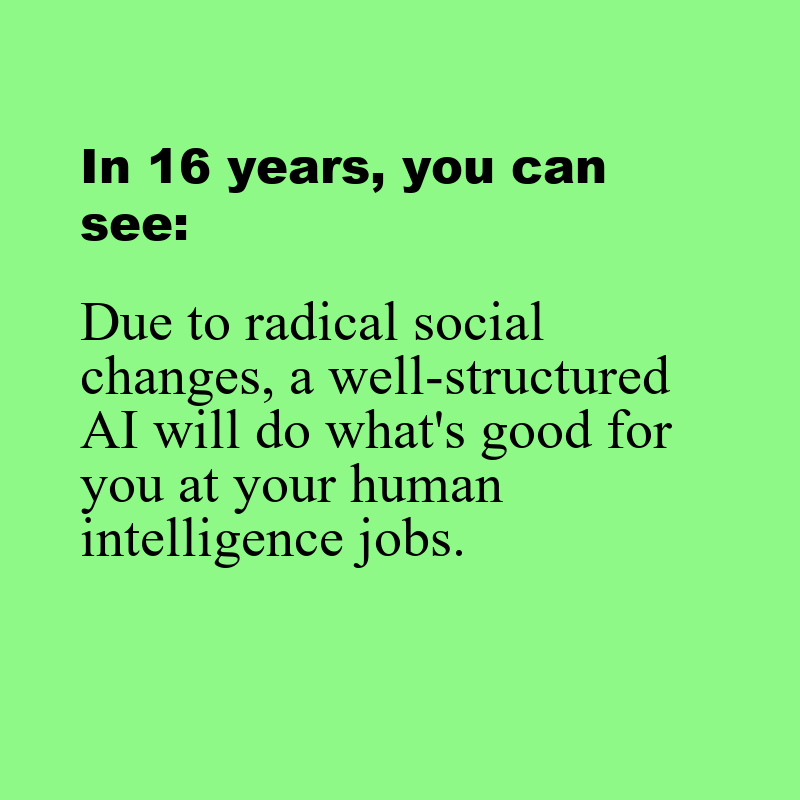 In 16 years, you can
see:
Due to radical social
changes, a well-structured
AI will do what's good for
you at your human
intelligence jobs.